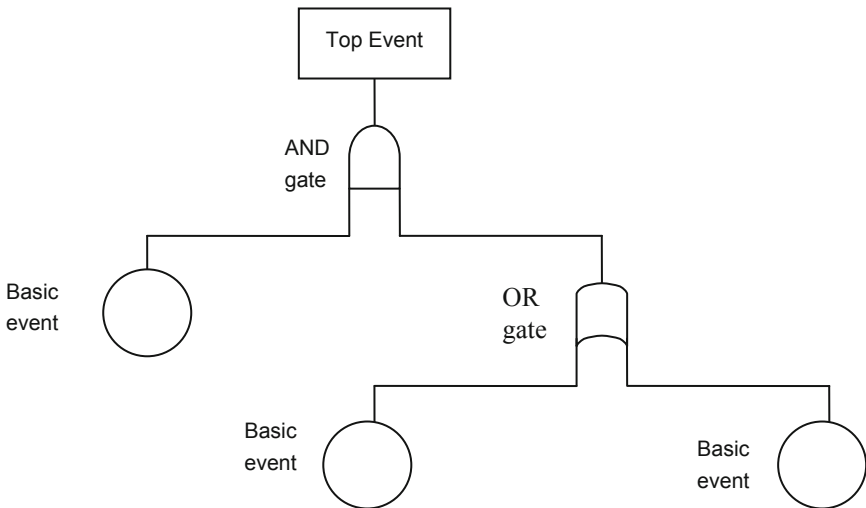 Top Event
AND
gate
Basic
event
OR
gate
Basic
event
Basic
event